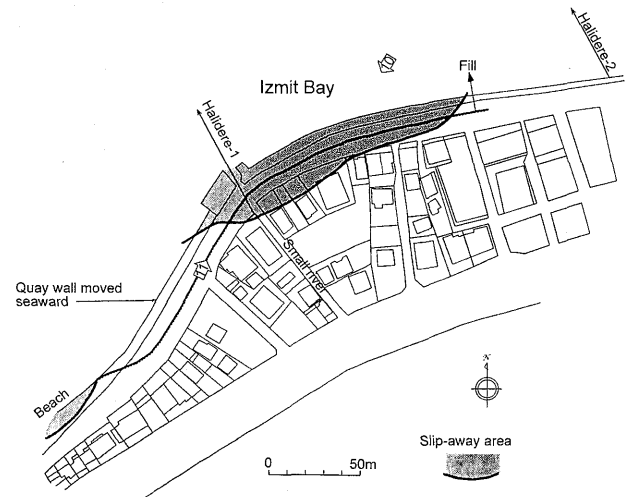 Halidere-2
Fill
Izmit Bay
Halidere-1
Small river
Quay wall moved
seaward
Beach
N
Slip-away area
0 50m